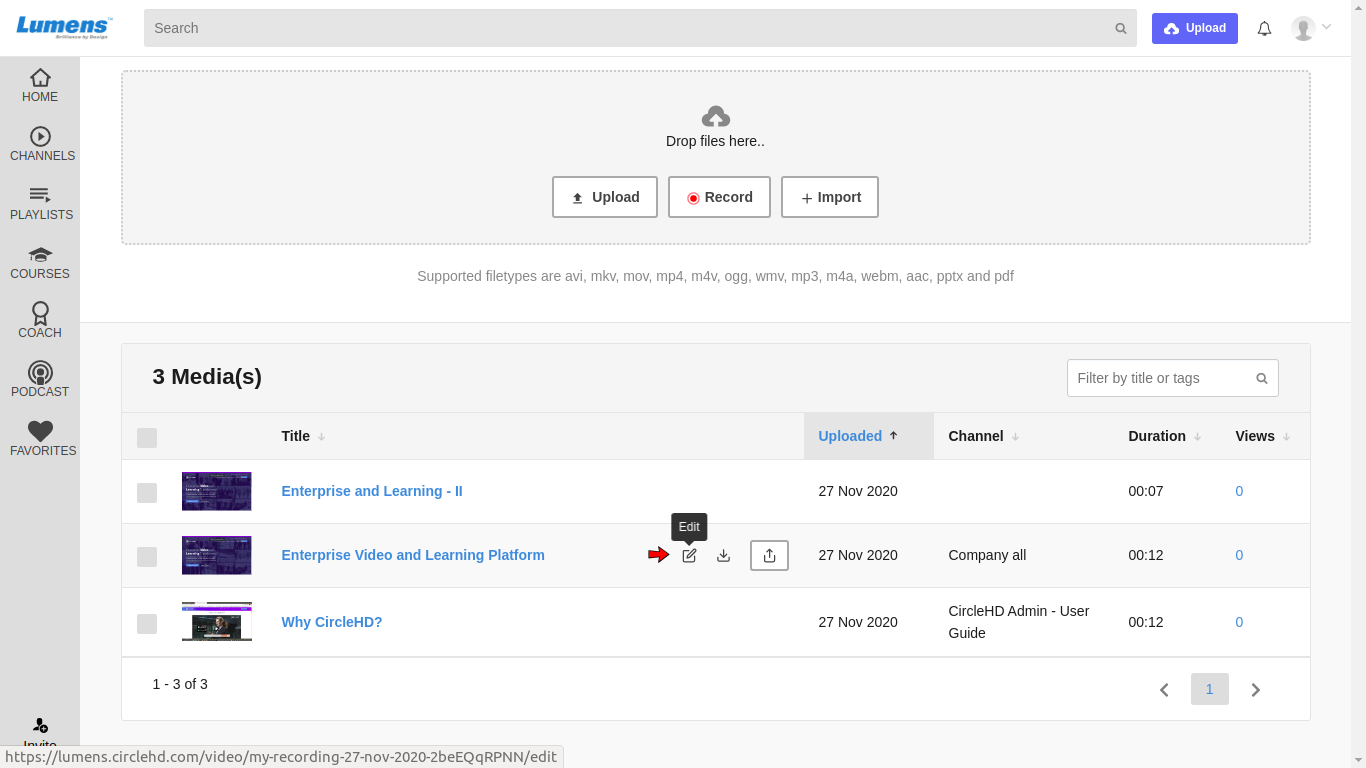 Lumens™
Brilliance by Design
Search
Upload
HOME
CHANNELS
PLAYLISTS
COURSES
COACH
PODCAST
FAVORITES
Drop files here..
Upload
Record
Import
Supported filetypes are avi, mkv, mov, mp4, m4v, ogg, wmv, mp3, m4a, webm, aac, pptx and pdf
3 Media(s)
Filter by title or tags
Title Uploaded Channel Duration Views
Enterprise and Learning - II 27 Nov 2020 00:07 0
Edit
Enterprise Video and Learning Platform 27 Nov 2020 Company all 00:12 0
Why CircleHD? 27 Nov 2020 CircleHD Admin - User Guide 00:12 0
1 - 3 of 3
1
Invite
https://lumens.circlehd.com/video/my-recording-27-nov-2020-2beEQqRPNN/edit